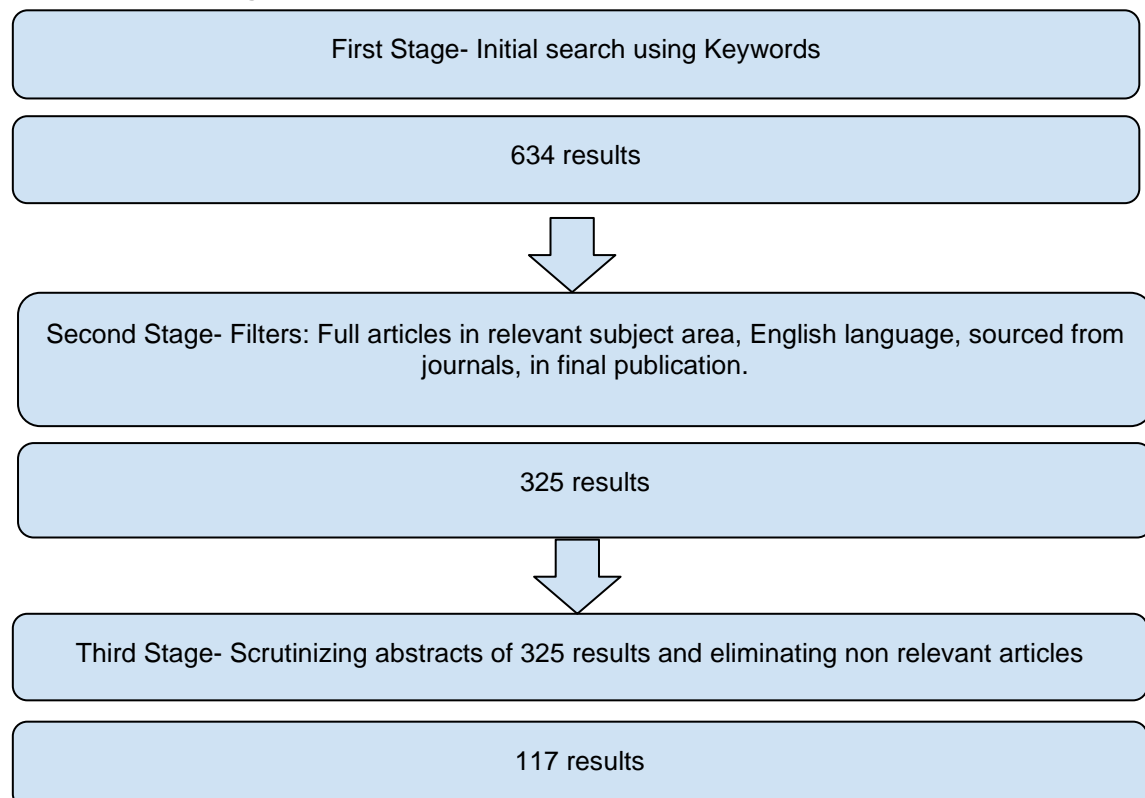 First Stage- Initial search using Keywords
634 results
Second Stage- Filters: Full articles in relevant subject area, English language, sourced from
journals, in final publication.
325 results
Third Stage- Scrutinizing abstracts of 325 results and eliminating non relevant articles
117 results